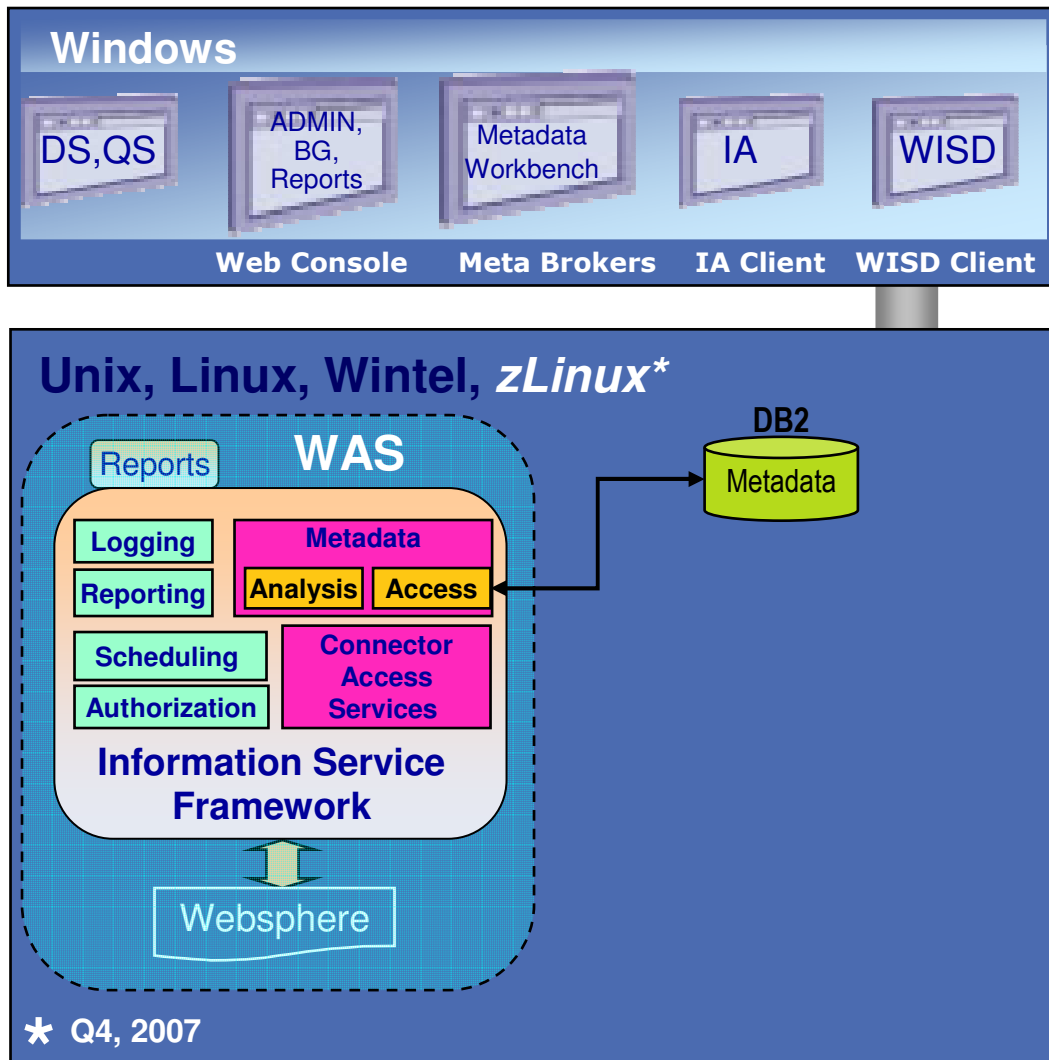 Windows
DS,QS
ADMIN,
BG,
Reports
Metadata
Workbench
IA
WISD
Web Console
Meta Brokers
IA Client
WISD Client
Unix, Linux, Wintel, zLinux*
WAS
Reports
DB2
Metadata
Logging
Metadata
Reporting
Analysis
Access
Scheduling
Authorization
Connector
Access
Services
Information Service
Framework
Websphere
* Q4, 2007